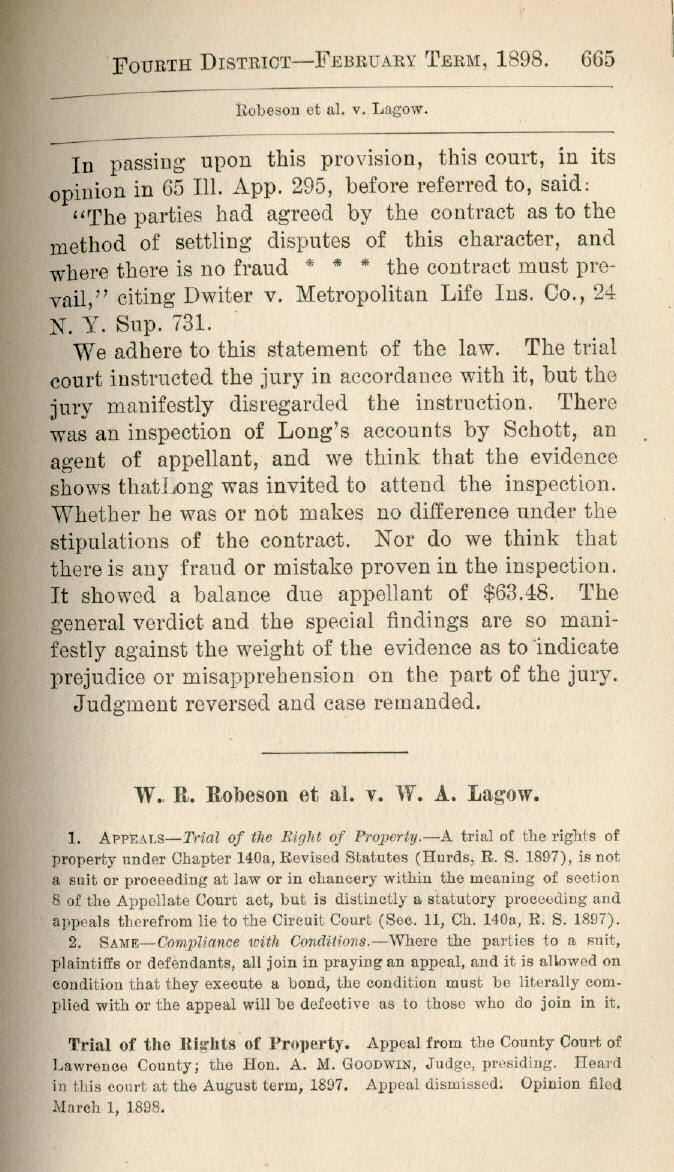 FOURTH DISTRICT—FEBRUARY TERM, 1898. 665
Robeson et al. v. Lagow.
In passing upon this provision, this court, in its
opinion in 65 Ill. App. 295, before referred to, said:
“The parties had agreed by the contract as to the
method of settling disputes of this character, and
where there is no fraud * * * the contract must pre-
vail,” citing Dwiter v. Metropolitan Life Ins. Co., 24
N. Y. Sup. 731.
We adhere to this statement of the law. The trial
court instructed the jury in accordance with it, but the
jury manifestly disregarded the instruction. There
was an inspection of Long’s accounts by Schott, an
agent of appellant, and we think that the evidence
shows that Long was invited to attend the inspection.
Whether he was or not makes no difference under the
stipulations of the contract. Nor do we think that
there is any fraud or mistake proven in the inspection.
It showed a balance due appellant of $63.48. The
general verdict and the special findings are so mani-
festly against the weight of the evidence as to indicate
prejudice or misapprehension on the part of the jury.
Judgment reversed and case remanded.
W. R. Robeson et al. v. W. A. Lagow.
1. APPEALS—Trial of the Right of Property.—A trial of the rights of
property under Chapter 140a, Revised Statutes (Hurds, R. S. 1897), is not
a suit or proceeding at law or in chancery within the meaning of section
8 of the Appellate Court act, but is distinctly a statutory proceeding and
appeals therefrom lie to the Circuit Court (Sec. 11, Ch. 140a, R. S. 1897).
2. SAME—Compliance with Conditions.—Where the parties to a suit,
plaintiffs or defendants, all join in praying an appeal, and it is allowed on
condition that they execute a bond, the condition must be literally com-
plied with or the appeal will be defective as to those who do join in it.
Trial of the Rights of Property. Appeal from the County Court of
Lawrence County; the Hon. A. M. GOODWIN, Judge, presiding. Heard
in this court at the August term, 1897. Appeal dismissed. Opinion filed
March 1, 1898.